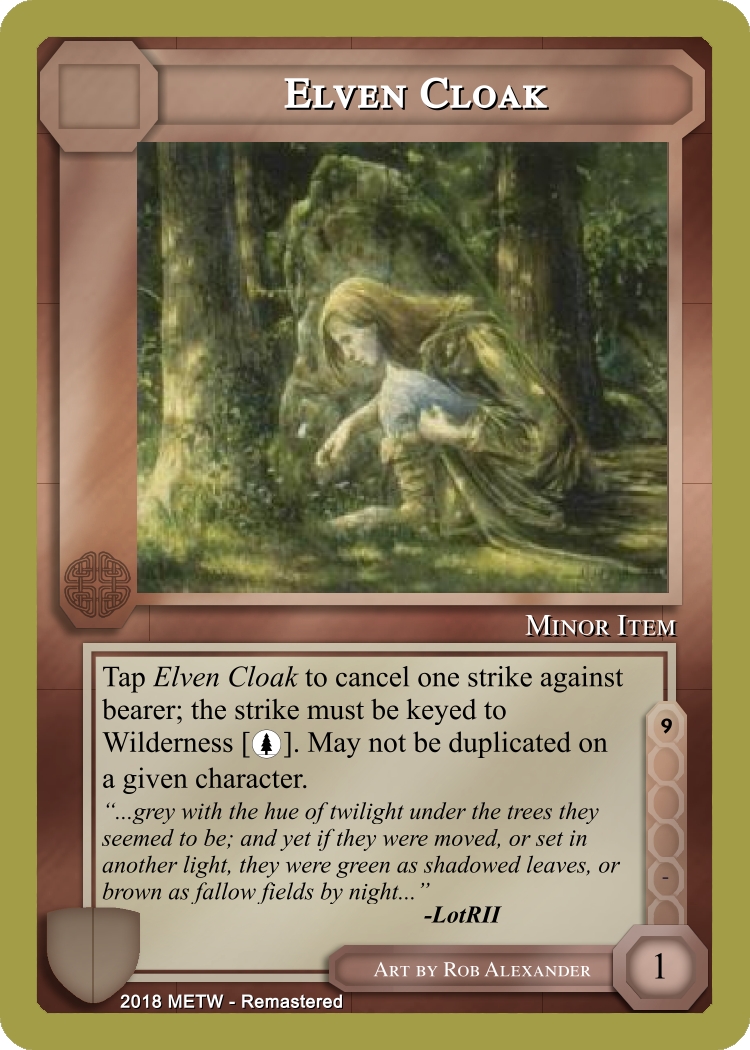 Elven Cloak
Minor Item
Tap Elven Cloak to cancel one strike against
bearer; the strike must be keyed to
Wilderness [ ]. May not be duplicated on
a given character.
“...grey with the hue of twilight under the trees they
seemed to be; and yet if they were moved, or set in
another light, they were green as shadowed leaves, or
brown as fallow fields by night...”
-LotRII
9
-
Art by Rob Alexander
1
2018 METW - Remastered